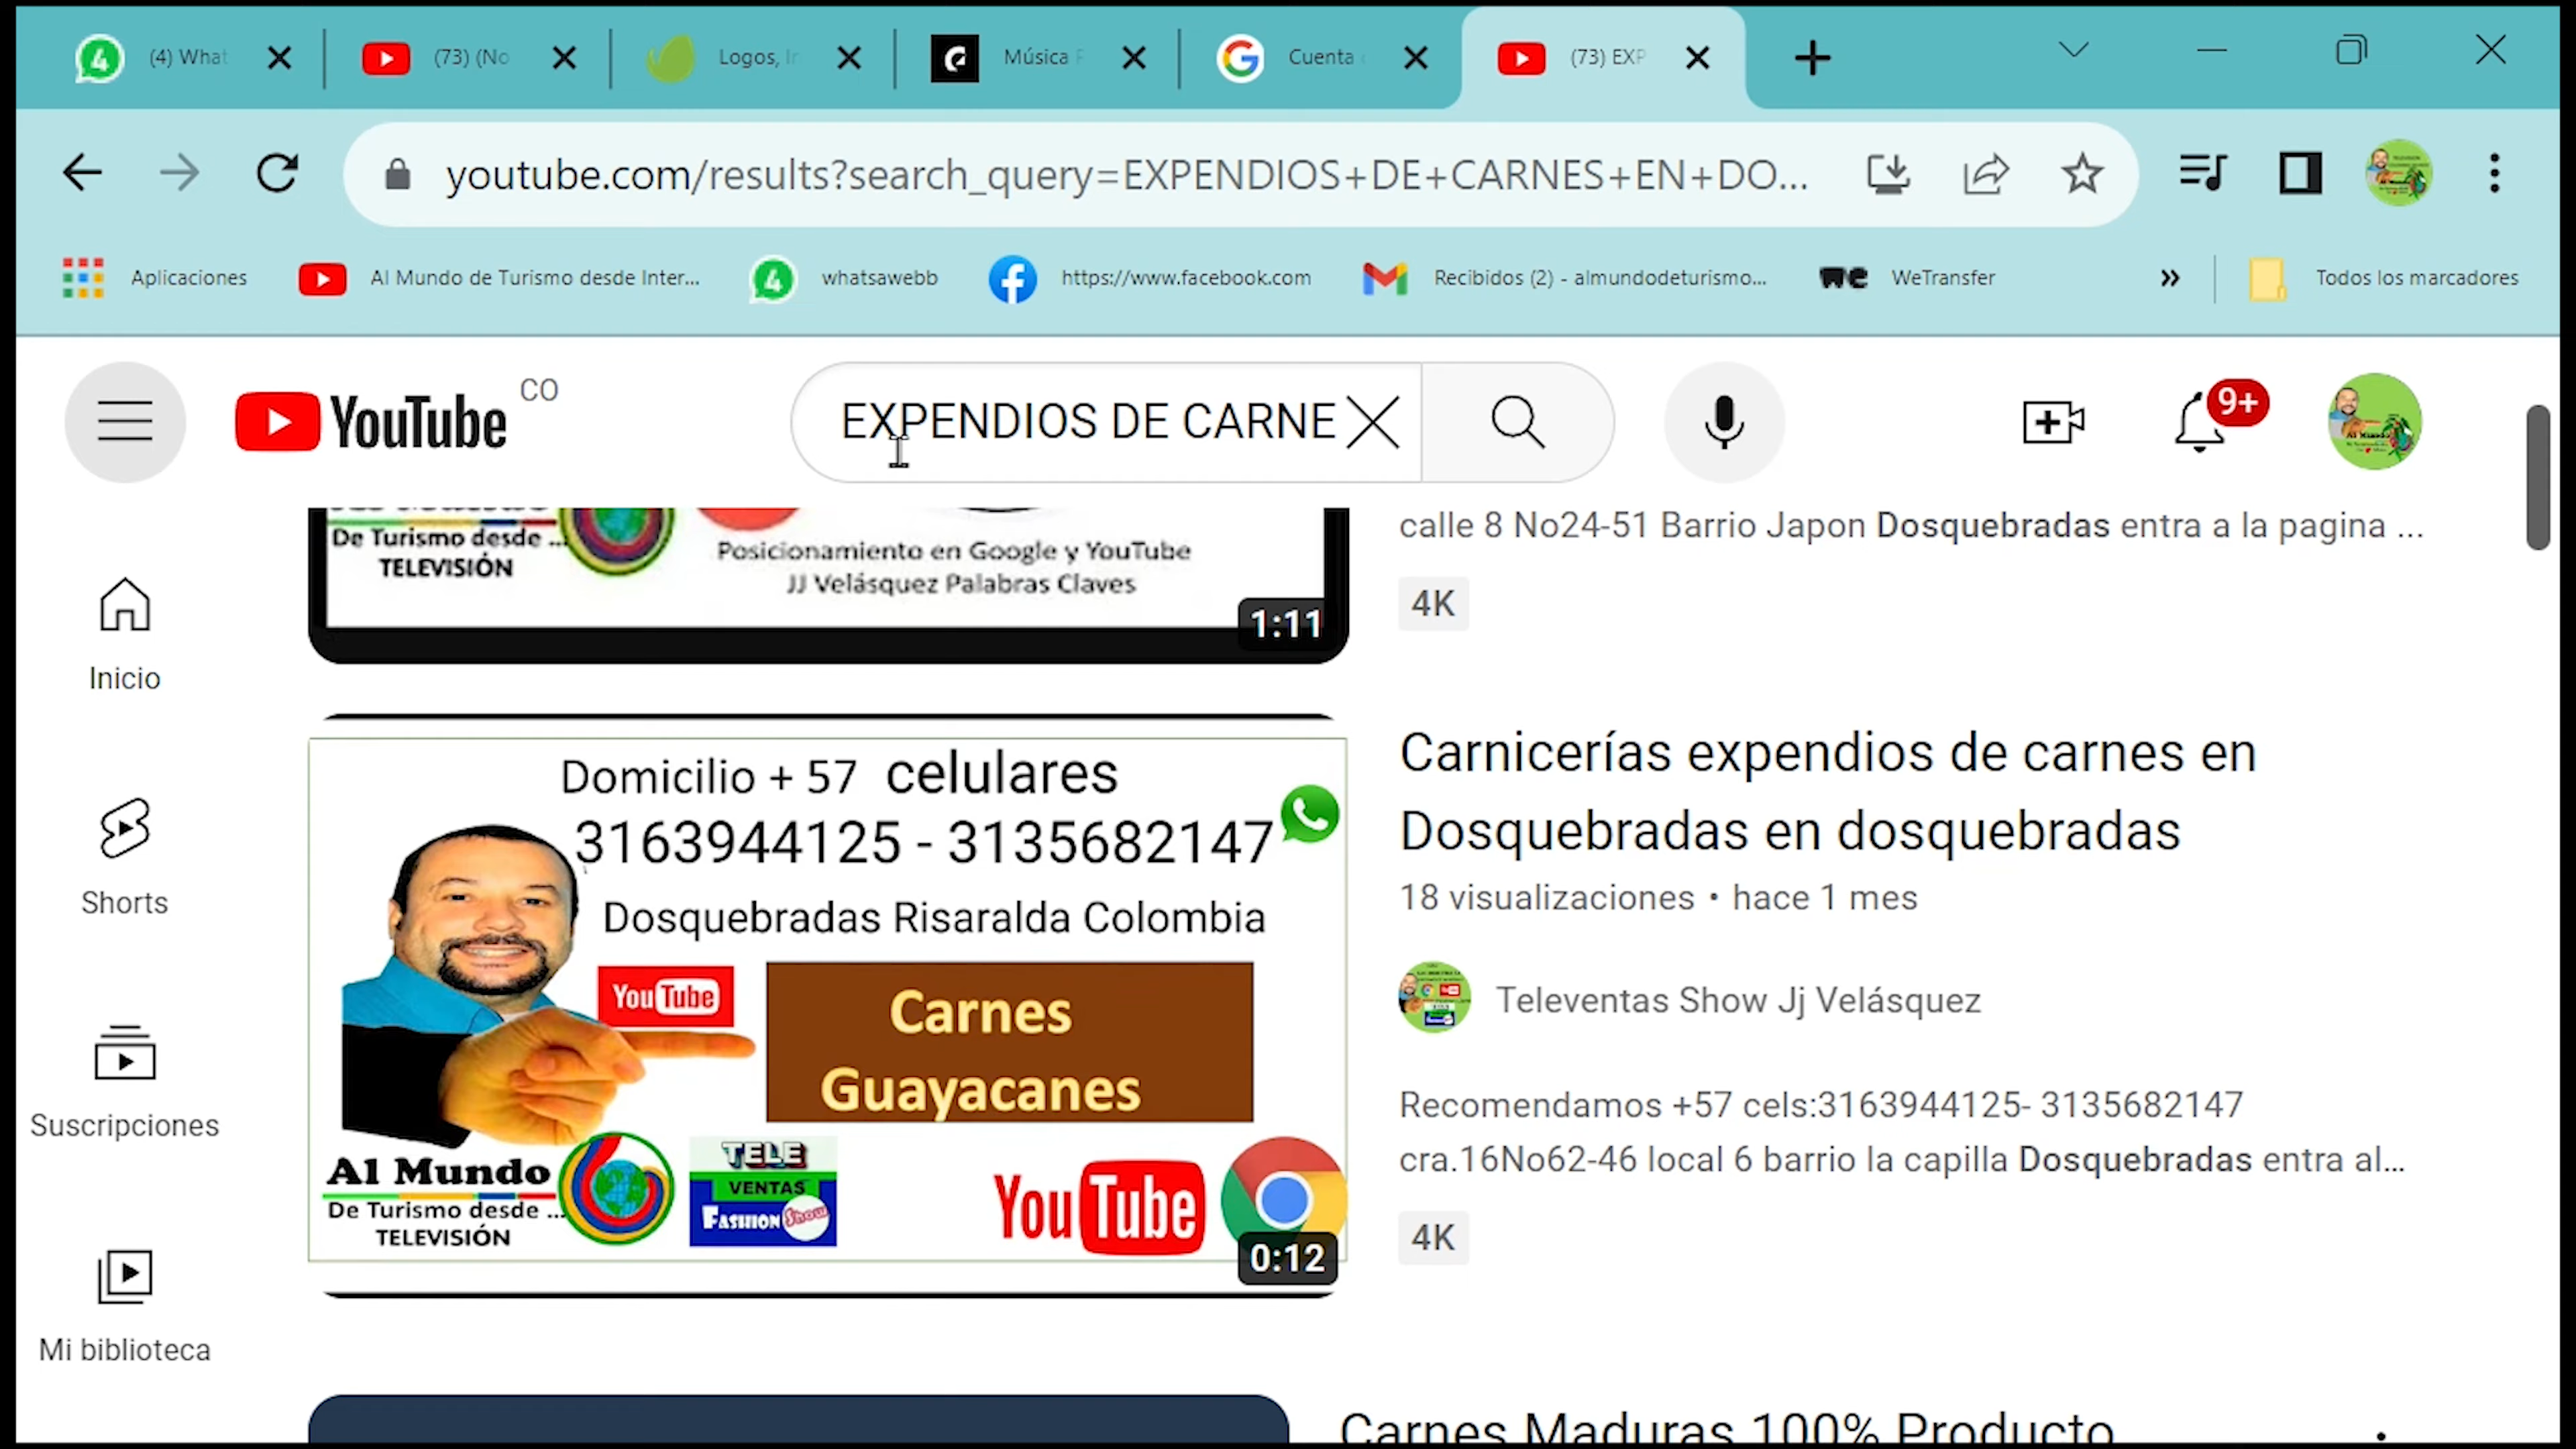 (4) What
(73) (No
Logos, In
Música F
Cuenta
(73) EXP
youtube.com/results?search_query=EXPENDIOS+DE+CARNES+EN+DO...
Aplicaciones
Al Mundo de Turismo desde Inter...
whatsawebb
https://www.facebook.com
Recibidos (2) - almundodeturismo...
WeTransfer
Todos los marcadores
YouTube CO
EXPENDIOS DE CARNE
9+
Inicio
Shorts
Suscripciones
Mi biblioteca
De Turismo desde ...
TELEVISIÓN
Posicionamiento en Google y YouTube
JJ Velásquez Palabras Claves
1:11
calle 8 No24-51 Barrio Japon Dosquebradas entra a la pagina ...
4K
Domicilio + 57 celulares
3163944125 - 3135682147
Dosquebradas Risaralda Colombia
YouTube
Carnes
Guayacanes
Al Mundo
De Turismo desde ...
TELEVISIÓN
TELE
VENTAS
FASHION Show
YouTube
0:12
Carnicerías expendios de carnes en
Dosquebradas en dosquebradas
18 visualizaciones • hace 1 mes
Televentas Show Jj Velásquez
Recomendamos +57 cels:3163944125- 3135682147
cra.16No62-46 local 6 barrio la capilla Dosquebradas entra al...
4K
Carnes Maduras 100% Producto